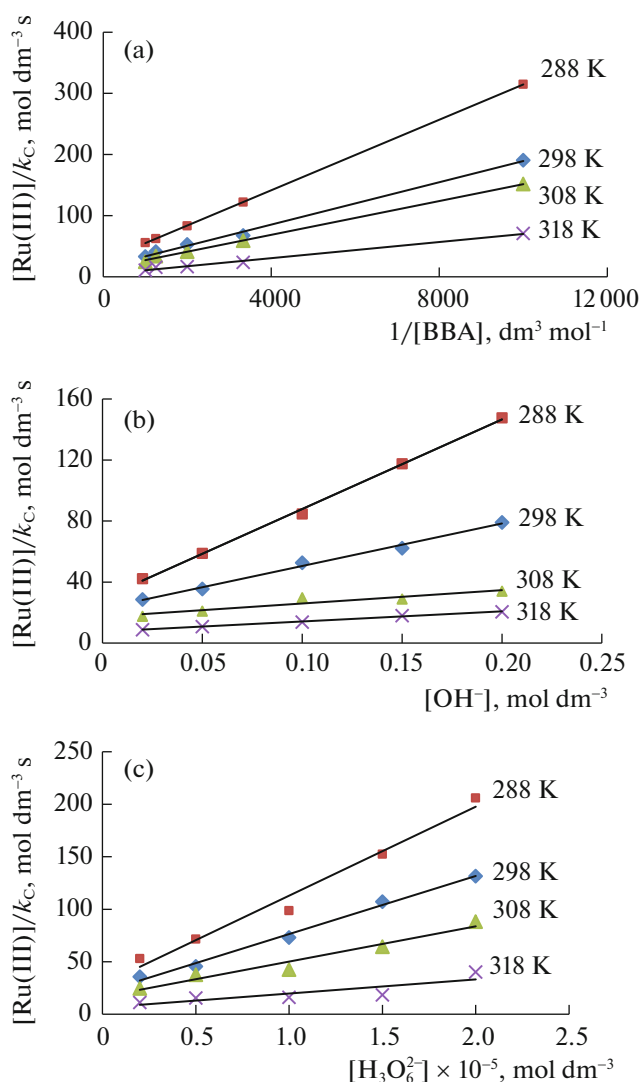 (a)
[Ru(III)]/k_C, mol dm⁻³ s
400
300
200
100
0
288 K
298 K
308 K
318 K
0
4000
8000
12 000
1/[BBA], dm³ mol⁻¹
(b)
[Ru(III)]/k_C, mol dm⁻³ s
160
120
80
40
0
288 K
298 K
308 K
318 K
0
0.05
0.10
0.15
0.20
0.25
[OH⁻], mol dm⁻³
(c)
[Ru(III)]/k_C, mol dm⁻³ s
250
200
150
100
50
0
288 K
298 K
308 K
318 K
0.5
1.0
1.5
2.0
2.5
[H₃O₆²⁻] × 10⁻⁵, mol dm⁻³